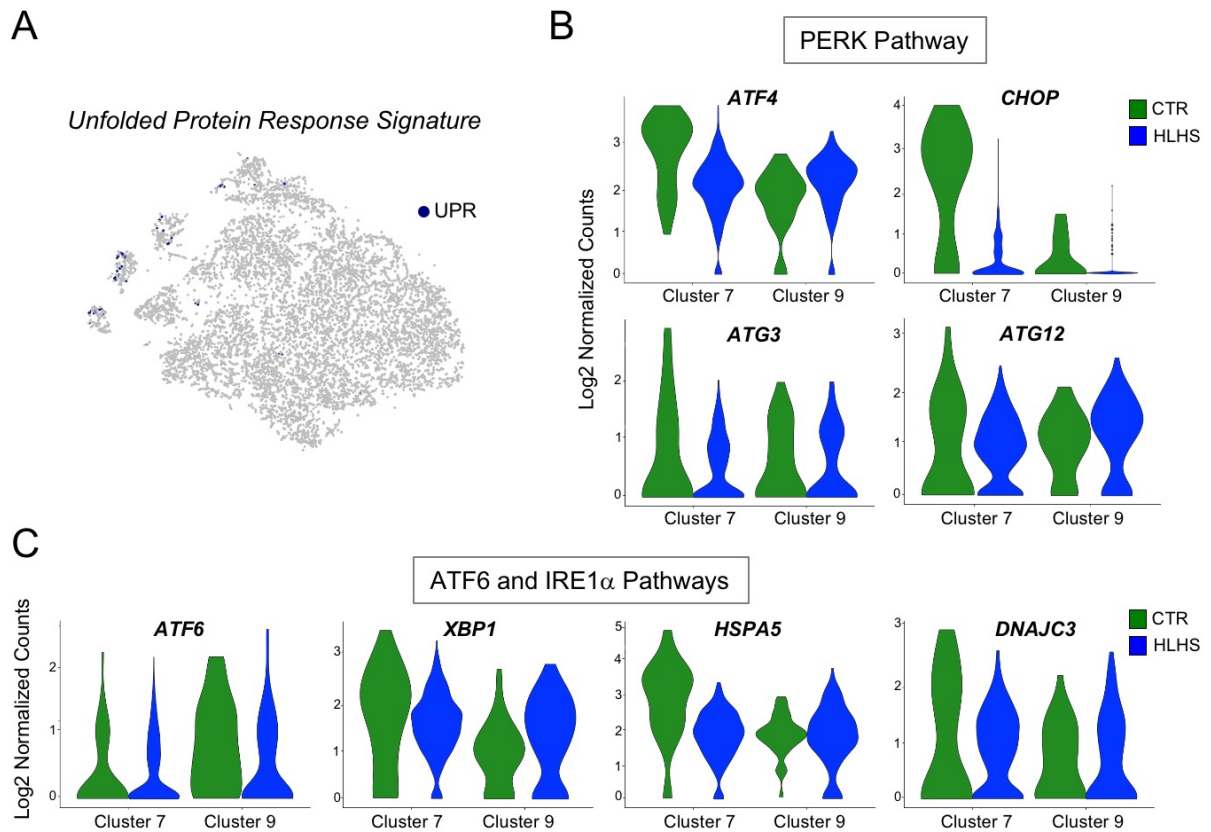 A
Unfolded Protein Response Signature
UPR
B
PERK Pathway
Log2 Normalized Counts
ATF4
3
2
1
0
Cluster 7 Cluster 9
CHOP
4
3
2
1
0
Cluster 7 Cluster 9
CTR
HLHS
ATG3
2
1
0
Cluster 7 Cluster 9
ATG12
3
2
1
0
Cluster 7 Cluster 9
C
ATF6 and IRE1α Pathways
Log2 Normalized Counts
ATF6
2
1
0
Cluster 7 Cluster 9
XBP1
3
2
1
0
Cluster 7 Cluster 9
HSPA5
5
4
3
2
1
0
Cluster 7 Cluster 9
DNAJC3
3
2
1
0
Cluster 7 Cluster 9
CTR
HLHS